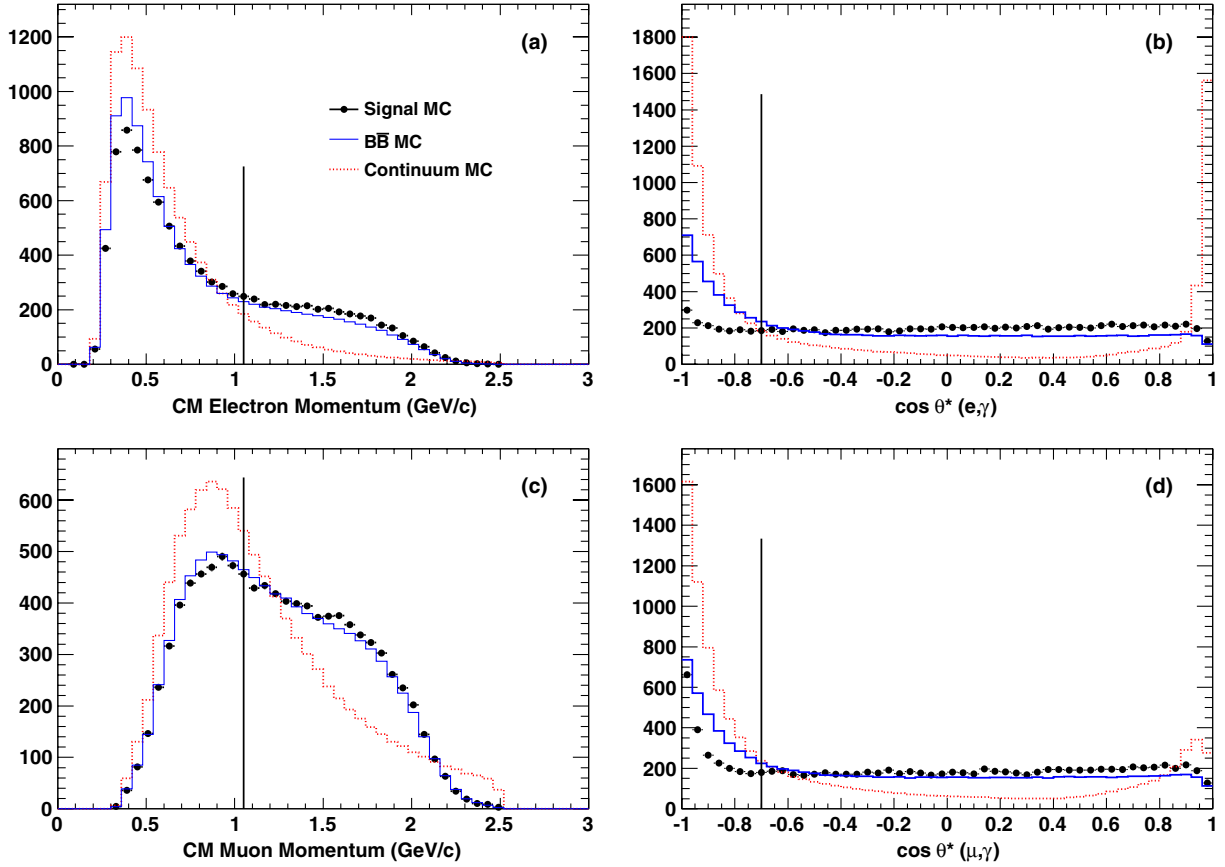 (a)
1200
1000
800
600
400
200
0
Signal MC
BB̅ MC
Continuum MC
0 0.5 1 1.5 2 2.5 3
CM Electron Momentum (GeV/c)
(b)
1800
1600
1400
1200
1000
800
600
400
200
0
-1 -0.8 -0.6 -0.4 -0.2 0 0.2 0.4 0.6 0.8 1
cos θ* (e,γ)
(c)
600
500
400
300
200
100
0
0 0.5 1 1.5 2 2.5 3
CM Muon Momentum (GeV/c)
(d)
1600
1400
1200
1000
800
600
400
200
0
-1 -0.8 -0.6 -0.4 -0.2 0 0.2 0.4 0.6 0.8 1
cos θ* (μ,γ)